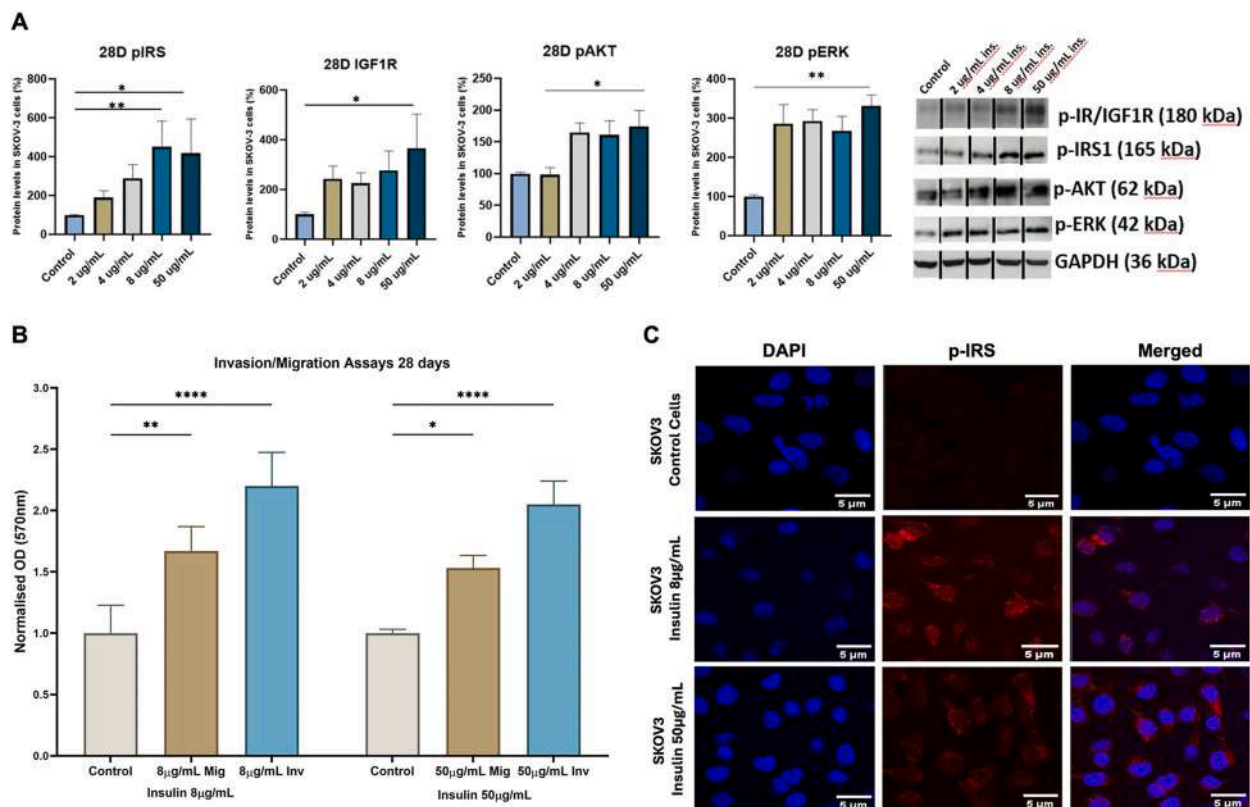 A
28D pIRS
Protein levels in SKOV-3 cells (%)
800
600
400
200
0
*
**
Control
2 ug/mL
4 ug/mL
8 ug/mL
50 ug/mL
28D IGF1R
Protein levels in SKOV-3 cells (%)
600
400
200
0
*
Control
2 ug/mL
4 ug/mL
8 ug/mL
50 ug/mL
28D pAKT
Protein levels in SKOV-3 cells (%)
250
200
150
100
50
0
*
Control
2 ug/mL
4 ug/mL
8 ug/mL
50 ug/mL
28D pERK
Protein levels in SKOV-3 cells (%)
400
300
200
100
0
**
Control
2 ug/mL
4 ug/mL
8 ug/mL
50 ug/mL
Control
2 ug/mL ins.
4 ug/mL ins.
8 ug/mL ins.
50 ug/mL ins.
p-IR/IGF1R (180 kDa)
p-IRS1 (165 kDa)
p-AKT (62 kDa)
p-ERK (42 kDa)
GAPDH (36 kDa)
B
Invasion/Migration Assays 28 days
Normalised OD (570nm)
3.0
2.5
2.0
1.5
1.0
0.5
0.0
****
**
****
*
Control
8µg/mL Mig
8µg/mL Inv
Insulin 8µg/mL
Control
50µg/mL Mig
50µg/mL Inv
Insulin 50µg/mL
C
DAPI
p-IRS
Merged
SKOV3
Control Cells
5 µm
5 µm
5 µm
SKOV3
Insulin 8µg/mL
5 µm
5 µm
5 µm
SKOV3
Insulin 50µg/mL
5 µm
5 µm
5 µm